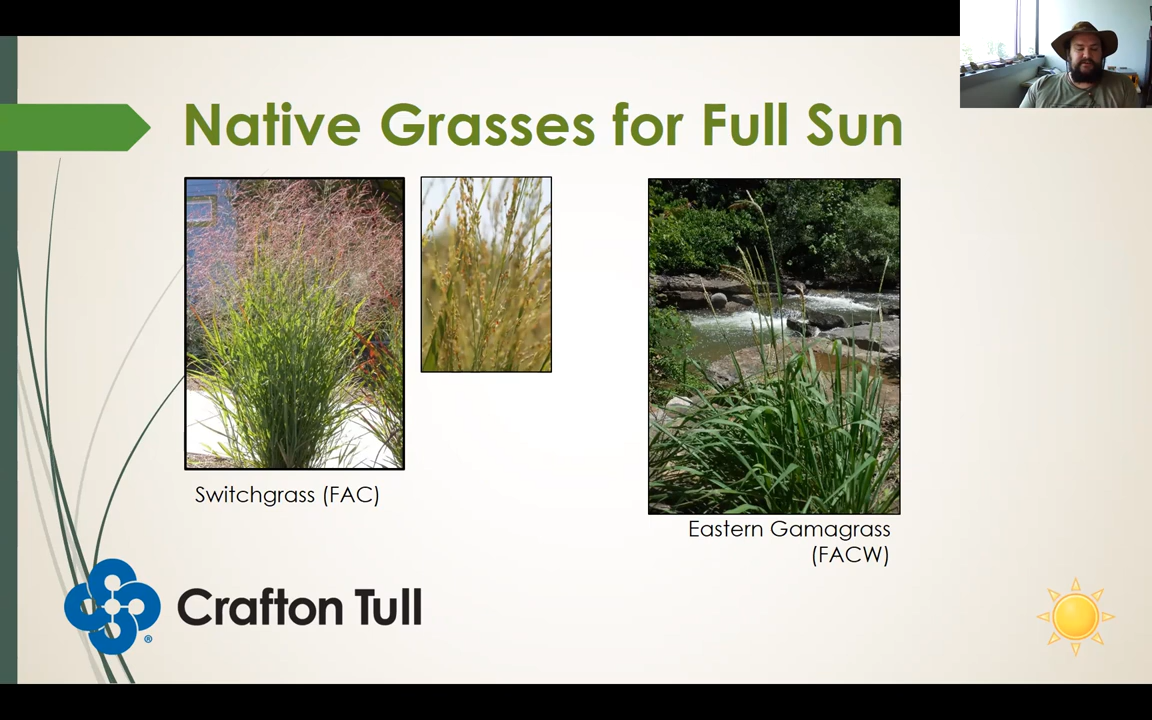 Native Grasses for Full Sun
Switchgrass (FAC)
Eastern Gamagrass
(FACW)
Crafton Tull
®